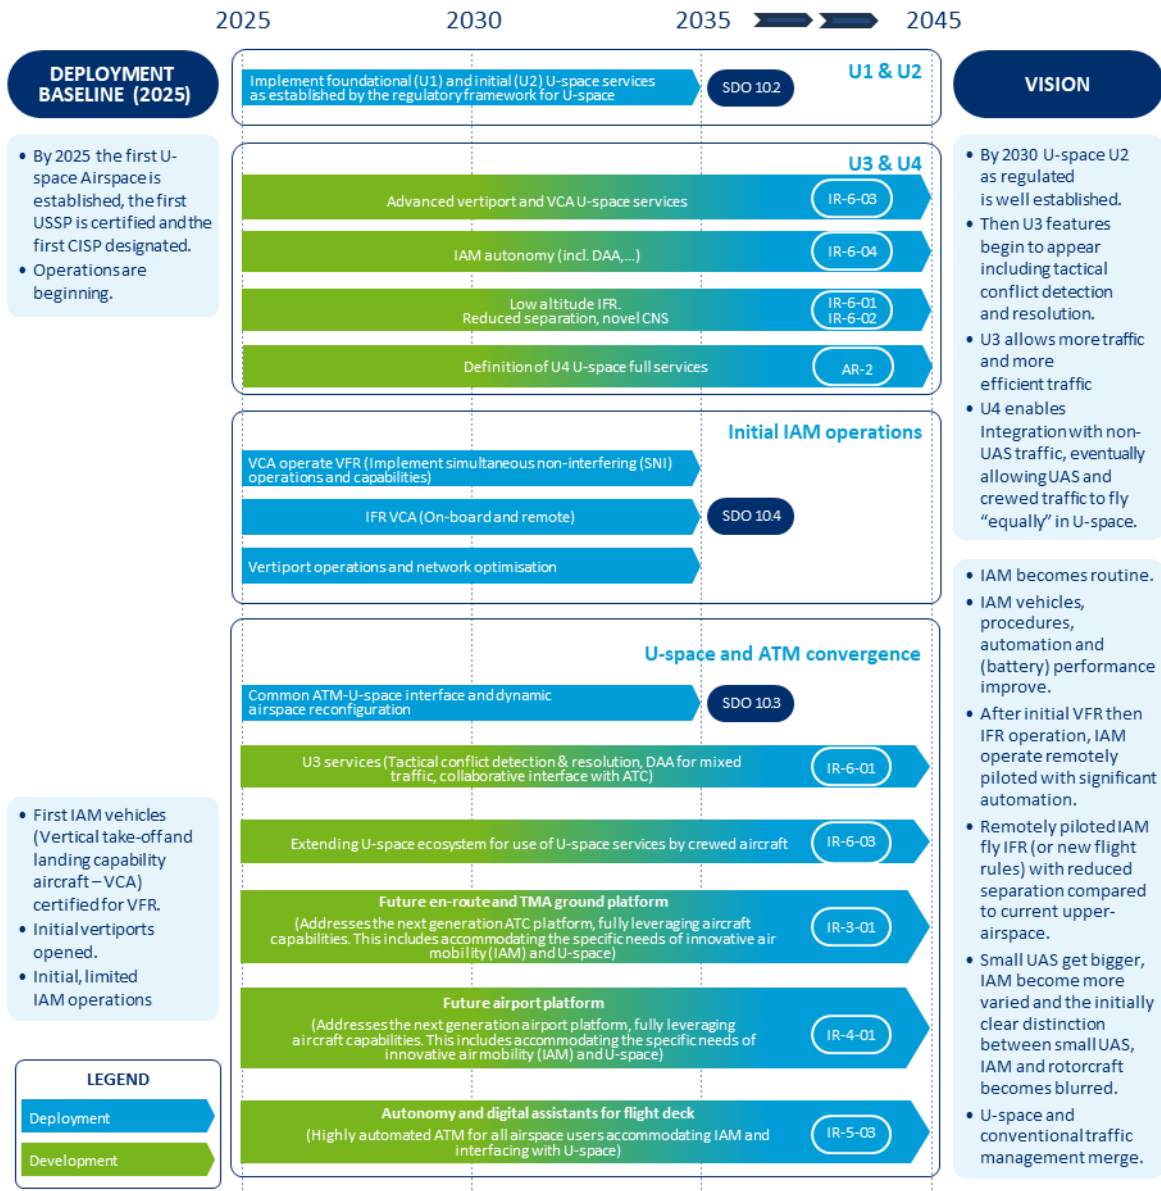 2025
2030
2035
2045
DEPLOYMENT
BASELINE (2025)
• By 2025 the first U-
space Airspace is
established, the first
USSP is certified and the
first CISP designated.
• Operations are
beginning.
• First IAM vehicles
(Vertical take-off and
landing capability
aircraft – VCA)
certified for VFR.
• Initial vertiports
opened.
• Initial, limited
IAM operations
LEGEND
Deployment
Development
U1 & U2
Implement foundational (U1) and initial (U2) U-space services
as established by the regulatory framework for U-space
SDO 10.2
U3 & U4
Advanced vertiport and VCA U-space services
IR-6-03
IAM autonomy (incl. DAA,...)
IR-6-04
Low altitude IFR.
Reduced separation, novel CNS
IR-6-01
IR-6-02
Definition of U4 U-space full services
AR-2
Initial IAM operations
VCA operate VFR (Implement simultaneous non-interfering (SNI)
operations and capabilities)
IFR VCA (On-board and remote)
SDO 10.4
Vertiport operations and network optimisation
U-space and ATM convergence
Common ATM-U-space interface and dynamic
airspace reconfiguration
SDO 10.3
U3 services (Tactical conflict detection & resolution, DAA for mixed
traffic, collaborative interface with ATC)
IR-6-01
Extending U-space ecosystem for use of U-space services by crewed aircraft
IR-6-03
Future en-route and TMA ground platform
(Addresses the next generation ATC platform, fully leveraging aircraft
capabilities. This includes accommodating the specific needs of innovative air
mobility (IAM) and U-space)
IR-3-01
Future airport platform
(Addresses the next generation airport platform, fully leveraging
aircraft capabilities. This includes accommodating the specific needs of
innovative air mobility (IAM) and U-space)
IR-4-01
Autonomy and digital assistants for flight deck
(Highly automated ATM for all airspace users accommodating IAM and
interfacing with U-space)
IR-5-03
VISION
• By 2030 U-space U2
as regulated
is well established.
• Then U3 features
begin to appear
including tactical
conflict detection
and resolution.
• U3 allows more traffic
and more
efficient traffic
• U4 enables
Integration with non-
UAS traffic, eventually
allowing UAS and
crewed traffic to fly
“equally” in U-space.
• IAM becomes routine.
• IAM vehicles,
procedures,
automation and
(battery) performance
improve.
• After initial VFR then
IFR operation, IAM
operate remotely
piloted with significant
automation.
• Remotely piloted IAM
fly IFR (or new flight
rules) with reduced
separation compared
to current upper-
airspace.
• Small UAS get bigger,
IAM become more
varied and the initially
clear distinction
between small UAS,
IAM and rotorcraft
becomes blurred.
• U-space and
conventional traffic
management merge.